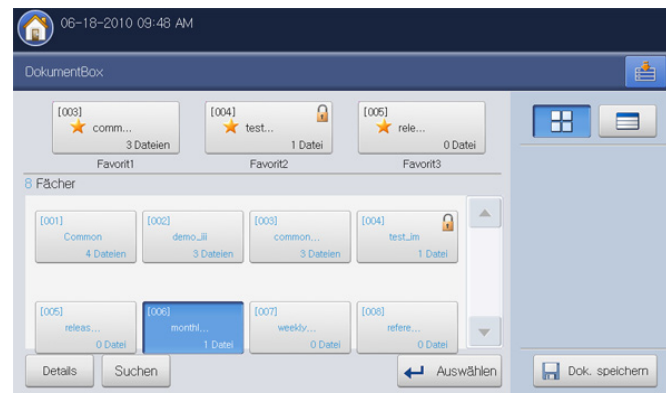 06-18-2010 09:48 AM
DokumentBox
[003]
comm...
3 Dateien
[004]
test...
1 Datei
[005]
rele...
0 Datei
Favorit1
Favorit2
Favorit3
8 Fächer
[001]
Common
4 Dateien
[002]
demo_iii
3 Dateien
[003]
common...
3 Dateien
[004]
test_im
1 Datei
[005]
releas...
0 Datei
[006]
monthl...
1 Datei
[007]
weekly...
0 Datei
[008]
refere...
0 Datei
Details
Suchen
Auswählen
Dok. speichern